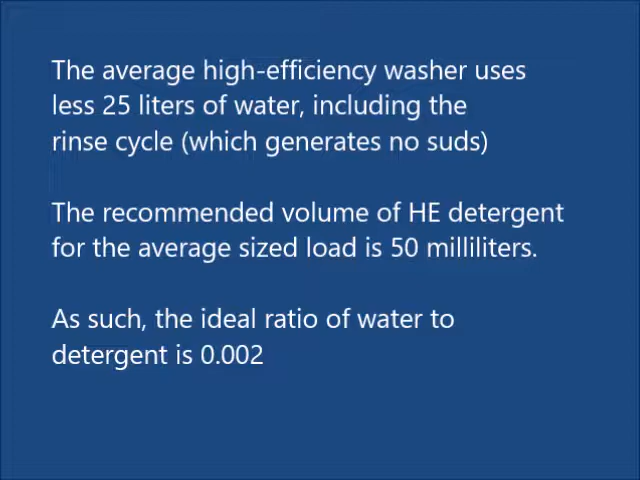 The average high-efficiency washer uses
less 25 liters of water, including the
rinse cycle (which generates no suds)
The recommended volume of HE detergent
for the average sized load is 50 milliliters.
As such, the ideal ratio of water to
detergent is 0.002